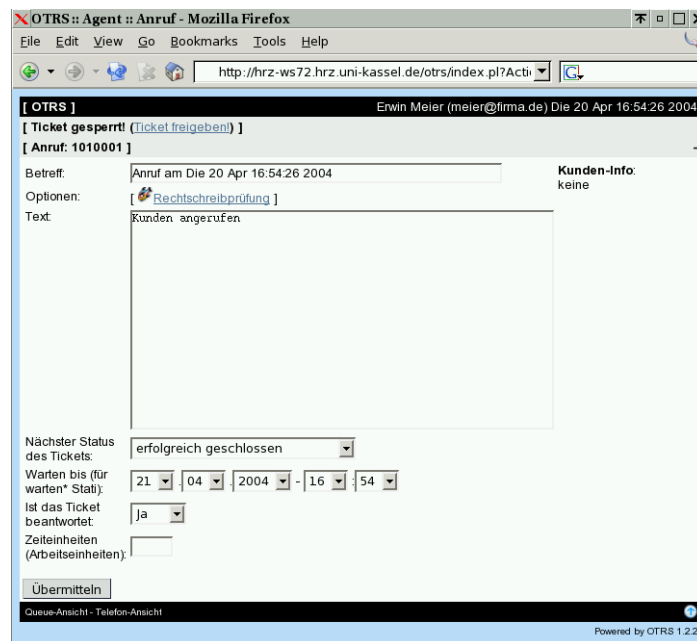 OTRS :: Agent :: Anruf - Mozilla Firefox
File Edit View Go Bookmarks Tools Help
http://hrz-ws72.hrz.uni-kassel.de/otrs/index.pl?Acti
[ OTRS ] Erwin Meier (meier@firma.de) Die 20 Apr 16:54:26 2004
[ Ticket gesperrt! (Ticket freigeben!) ]
[ Anruf: 1010001 ]
Betreff: Anruf am Die 20 Apr 16:54:26 2004 Kunden-Info:
Optionen: [ Rechtschreibprüfung ] keine
Text: Kunden angerufen
Nächster Status
des Tickets: erfolgreich geschlossen
Warten bis (für
warten* Stati): 21 . 04 . 2004 - 16 : 54
Ist das Ticket
beantwortet: Ja
Zeiteinheiten
(Arbeitseinheiten):
Übermitteln
Queue-Ansicht - Telefon-Ansicht
Powered by OTRS 1.2.2